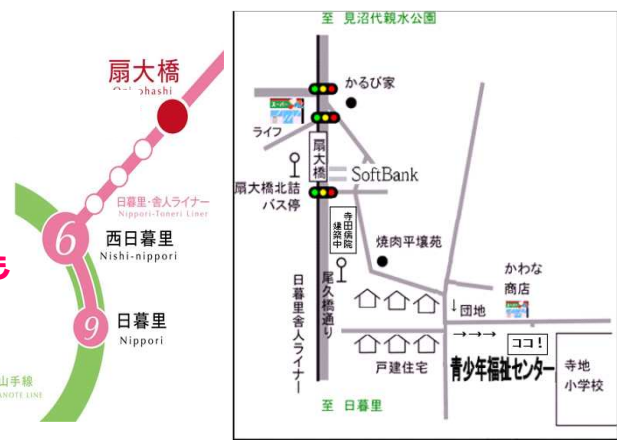 扇大橋
日暮里・舎人ライナー
Nippori-Toneri Liner
6
西日暮里
Nishi-nippori
も
9
日暮里
Nippori
山手線
至 見沼代親水公園
かるび家
ライフ
扇大橋
SoftBank
扇大橋北詰
バス停
寺田病院
建築中
焼肉平壌苑
かわな
商店
日暮里舎人ライナー
尾久橋通り
↓団地
→→→
ココ!
戸建住宅
青少年福祉センター
寺地
小学校
至 日暮里